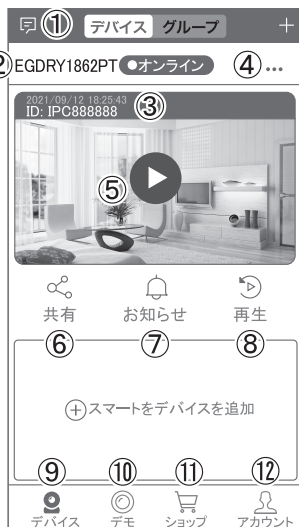 ① デバイス グループ +
② EGDRY1862PT ●オンライン ④ •••
2021/09/12 18:25:43
ID: IPC888888 ③
⑤
共有 お知らせ 再生
⑥ ⑦ ⑧
スマートをデバイスを追加
⑨ ⑩ ⑪ ⑫
デバイス デモ ショップ アカウント